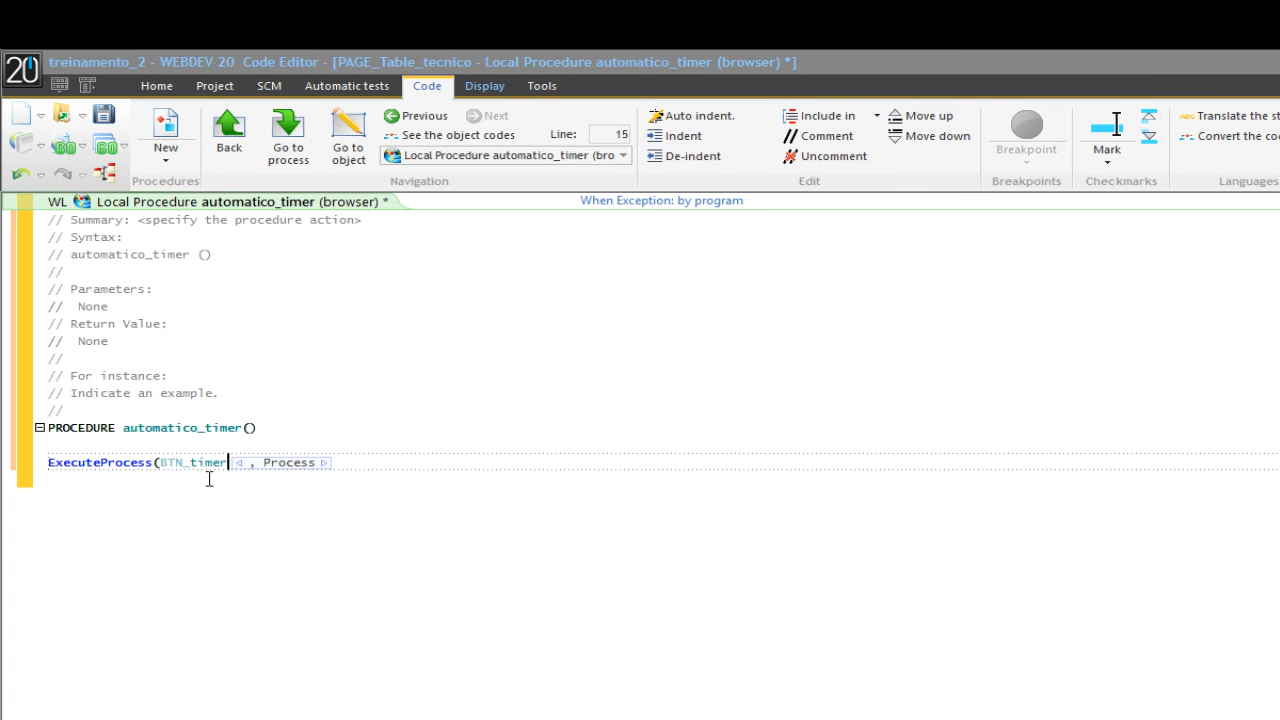 20
treinamento_2 - WEBDEV 20 Code Editor - [PAGE_Table_tecnico - Local Procedure automatico_timer (browser) *]
Home Project SCM Automatic tests Code Display Tools
New
Procedures
Back
Go to process
Go to object
Previous Next
See the object codes
Line: 15
Local Procedure automatico_timer (bro
Navigation
Auto indent.
Indent
De-indent
Include in
// Comment
Uncomment
Move up
Move down
Edit
Breakpoint
Breakpoints
Mark
Checkmarks
Translate the st
Convert the co
Languages
WL Local Procedure automatico_timer (browser) *
When Exception: by program
// Summary: <specify the procedure action>
// Syntax:
// automatico_timer ()
//
// Parameters:
// None
// Return Value:
// None
//
// For instance:
// Indicate an example.
//
PROCEDURE automatico_timer()
ExecuteProcess(BTN_timer , Process